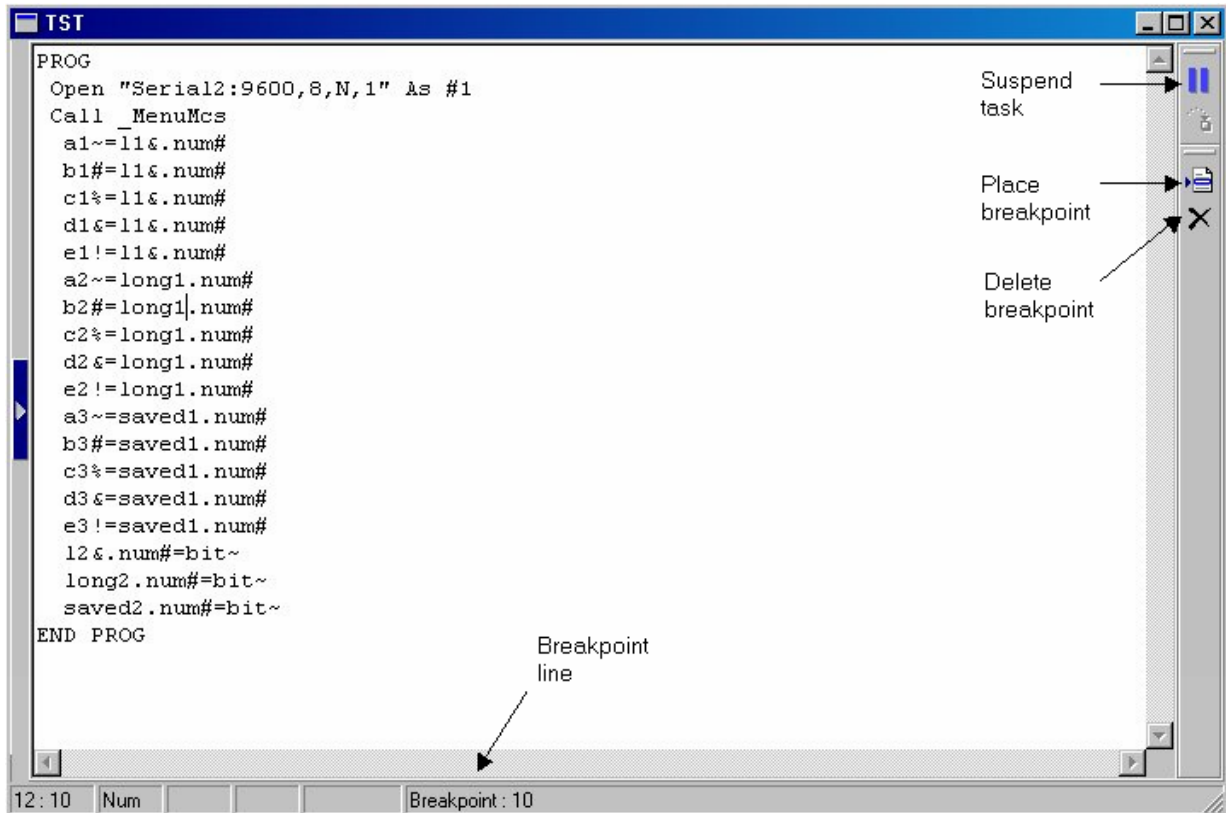 TST
PROG
Open "Serial2:9600,8,N,1" As #1
Call _MenuMcs
a1~=l1&.num#
b1#=l1&.num#
c1%=l1&.num#
d1&=l1&.num#
e1!=l1&.num#
a2~=long1.num#
b2#=long1.num#
c2%=long1.num#
d2&=long1.num#
e2!=long1.num#
a3~=saved1.num#
b3#=saved1.num#
c3%=saved1.num#
d3&=saved1.num#
e3!=saved1.num#
l2&.num#=bit~
long2.num#=bit~
saved2.num#=bit~
END PROG
Suspend
task
Place
breakpoint
Delete
breakpoint
Breakpoint
line
12 : 10 Num Breakpoint : 10